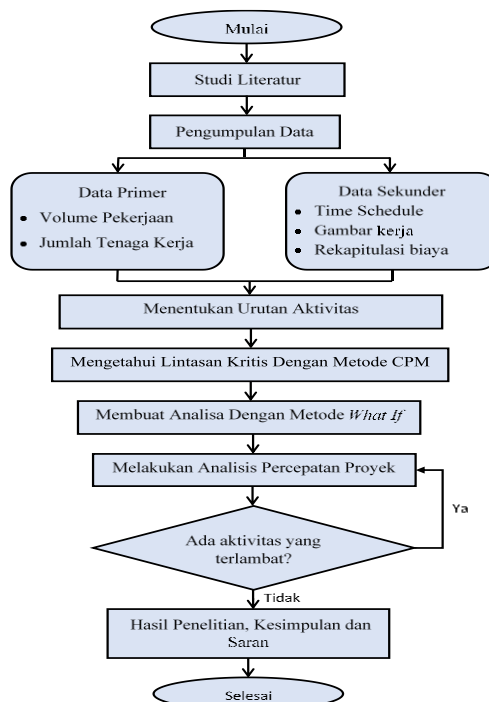 Mulai
Studi Literatur
Pengumpulan Data
Data Primer
• Volume Pekerjaan
• Jumlah Tenaga Kerja
Data Sekunder
• Time Schedule
• Gambar kerja
• Rekapitulasi biaya
Menentukan Urutan Aktivitas
Mengetahui Lintasan Kritis Dengan Metode CPM
Membuat Analisa Dengan Metode What If
Melakukan Analisis Percepatan Proyek
Ya
Ada aktivitas yang
terlambat?
Tidak
Hasil Penelitian, Kesimpulan dan
Saran
Selesai